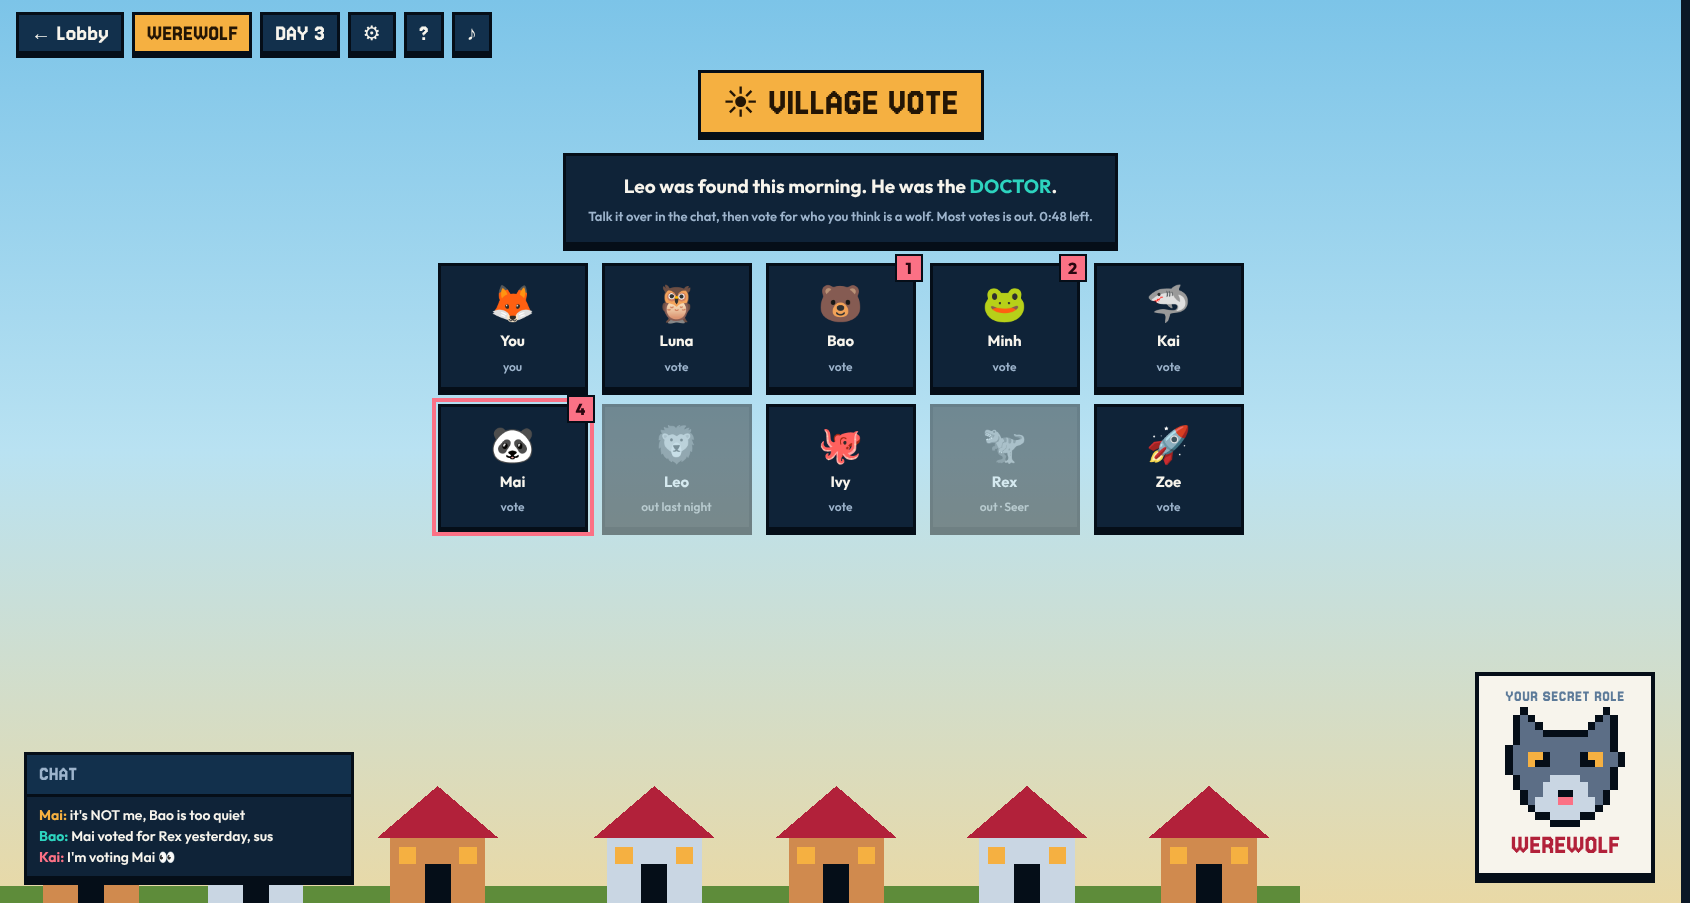 ← Lobby
WEREWOLF
DAY 3
?
VILLAGE VOTE
Leo was found this morning. He was the DOCTOR.
Talk it over in the chat, then vote for who you think is a wolf. Most votes is out. 0:48 left.
You
you
Luna
vote
1
Bao
vote
2
Minh
vote
Kai
vote
4
Mai
vote
Leo
out last night
Ivy
vote
Rex
out · Seer
Zoe
vote
CHAT
Mai: it's NOT me, Bao is too quiet
Bao: Mai voted for Rex yesterday, sus
Kai: I'm voting Mai 👀
YOUR SECRET ROLE
WEREWOLF